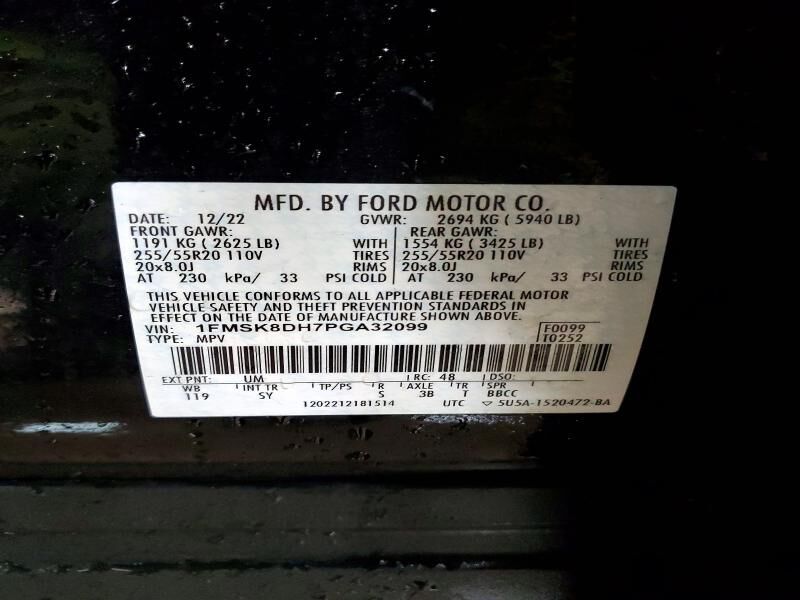 MFD. BY FORD MOTOR CO.
DATE: 12/22 GVWR: 2694 KG ( 5940 LB)
FRONT GAWR: REAR GAWR:
1191 KG ( 2625 LB) WITH 1554 KG ( 3425 LB) WITH
255/55R20 110V TIRES 255/55R20 110V TIRES
20x8.0J RIMS 20x8.0J RIMS
AT 230 kPa/ 33 PSI COLD AT 230 kPa/ 33 PSI COLD
THIS VEHICLE CONFORMS TO ALL APPLICABLE FEDERAL MOTOR
VEHICLE SAFETY AND THEFT PREVENTION STANDARDS IN
EFFECT ON THE DATE OF MANUFACTURE SHOWN ABOVE.
VIN: 1FMSK8DH7PGA32099 F0099
TYPE: MPV T0252
EXT PNT: UM RC: 48 DSO:
WB INT TR TP/PS R AXLE TR SPR
119 SY S 3B T BBCC
1202212181514 UTC ▽ 5U5A-1520472-BA